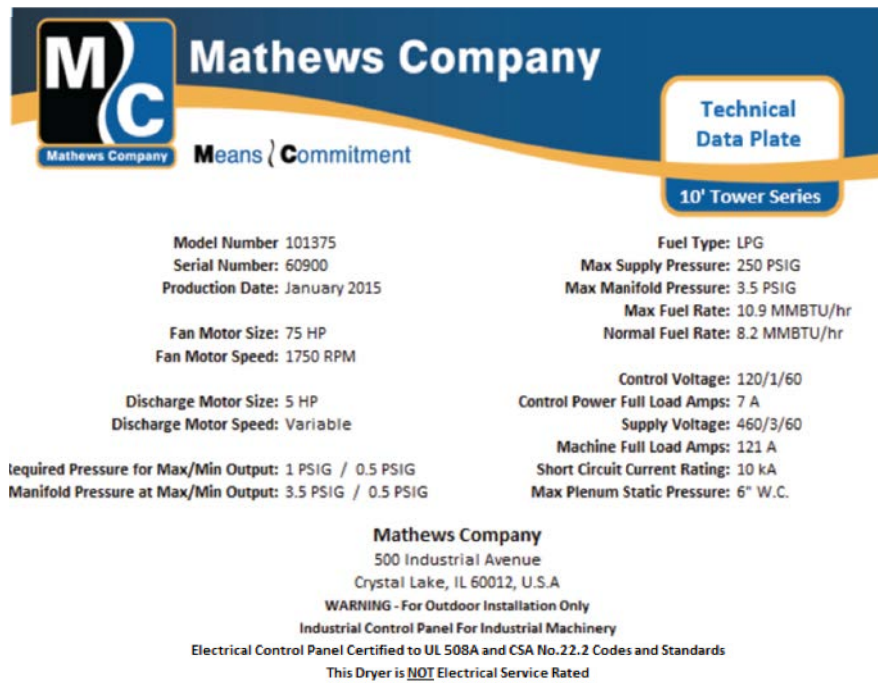 MC
Mathews Company
Mathews Company
Means Commitment
Technical
Data Plate
10' Tower Series
Model Number 101375
Serial Number: 60900
Production Date: January 2015
Fan Motor Size: 75 HP
Fan Motor Speed: 1750 RPM
Discharge Motor Size: 5 HP
Discharge Motor Speed: Variable
Required Pressure for Max/Min Output: 1 PSIG / 0.5 PSIG
Manifold Pressure at Max/Min Output: 3.5 PSIG / 0.5 PSIG
Fuel Type: LPG
Max Supply Pressure: 250 PSIG
Max Manifold Pressure: 3.5 PSIG
Max Fuel Rate: 10.9 MMBTU/hr
Normal Fuel Rate: 8.2 MMBTU/hr
Control Voltage: 120/1/60
Control Power Full Load Amps: 7 A
Supply Voltage: 460/3/60
Machine Full Load Amps: 121 A
Short Circuit Current Rating: 10 kA
Max Plenum Static Pressure: 6" W.C.
Mathews Company
500 Industrial Avenue
Crystal Lake, IL 60012, U.S.A
WARNING - For Outdoor Installation Only
Industrial Control Panel For Industrial Machinery
Electrical Control Panel Certified to UL 508A and CSA No.22.2 Codes and Standards
This Dryer is NOT Electrical Service Rated